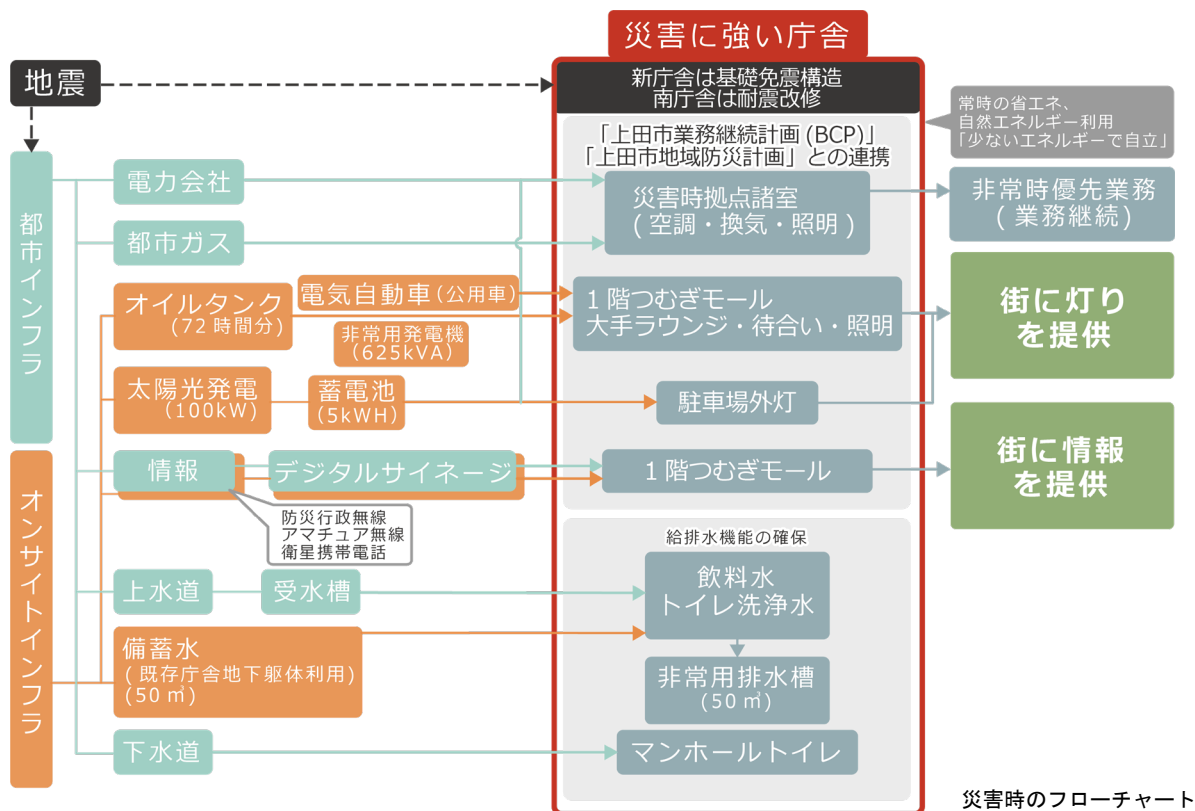 災害に強い庁舎
地震
新庁舎は基礎免震構造
南庁舎は耐震改修
常時の省エネ、
自然エネルギー利用
「少ないエネルギーで自立」
「上田市業務継続計画(BCP)」
「上田市地域防災計画」との連携
都市インフラ
電力会社
災害時拠点諸室
(空調・換気・照明)
非常時優先業務
(業務継続)
都市ガス
オイルタンク
(72時間分)
電気自動車(公用車)
非常用発電機
(625kVA)
1階つむぎモール
大手ラウンジ・待合い・照明
街に灯り
を提供
太陽光発電
(100kW)
蓄電池
(5kWH)
駐車場外灯
オンサイトインフラ
情報
デジタルサイネージ
1階つむぎモール
街に情報
を提供
防災行政無線
アマチュア無線
衛星携帯電話
給排水機能の確保
上水道
受水槽
飲料水
トイレ洗浄水
備蓄水
(既存庁舎地下躯体利用)
(50㎥)
非常用排水槽
(50㎥)
下水道
マンホールトイレ
災害時のフローチャート